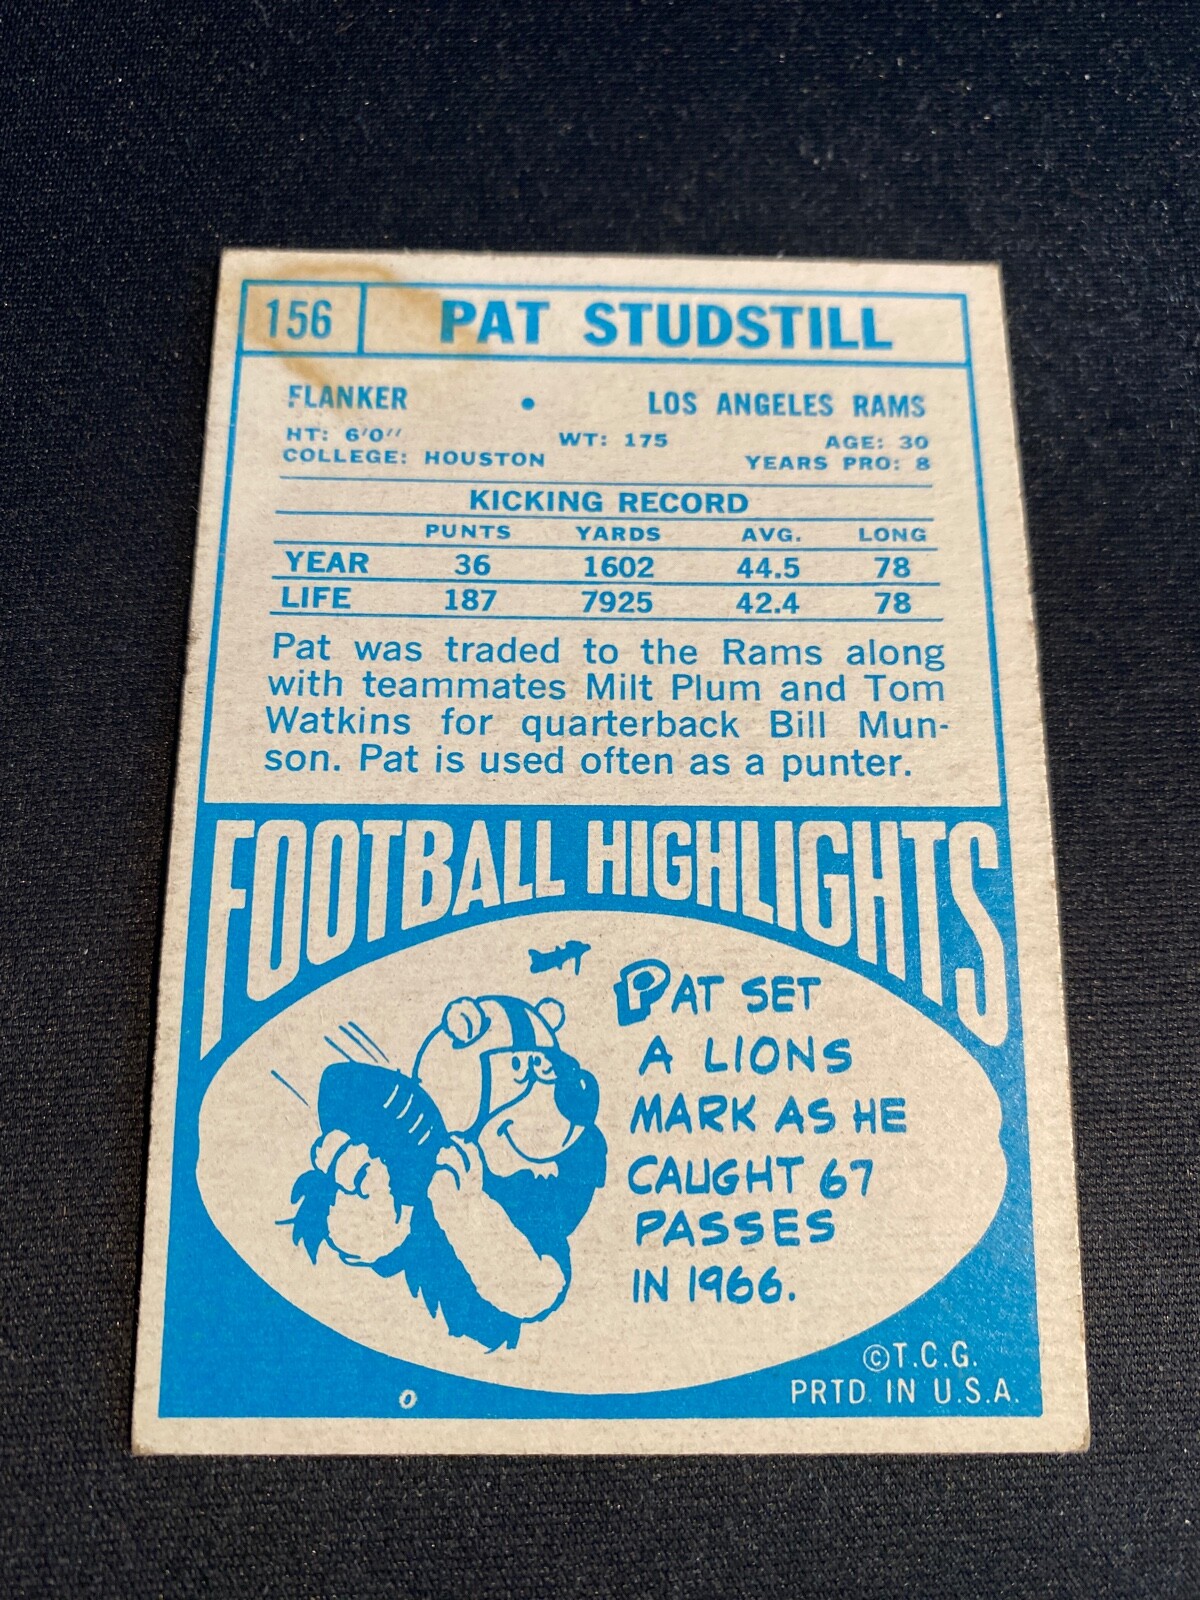 156 PAT STUDSTILL
FLANKER • LOS ANGELES RAMS
HT: 6'0" WT: 175 AGE: 30
COLLEGE: HOUSTON YEARS PRO: 8
KICKING RECORD
PUNTS YARDS AVG. LONG
YEAR 36 1602 44.5 78
LIFE 187 7925 42.4 78
Pat was traded to the Rams along
with teammates Milt Plum and Tom
Watkins for quarterback Bill Mun-
son. Pat is used often as a punter.
FOOTBALL HIGHLIGHTS
PAT SET
A LIONS
MARK AS HE
CAUGHT 67
PASSES
IN 1966.
©T.C.G.
PRTD. IN U.S.A.
O